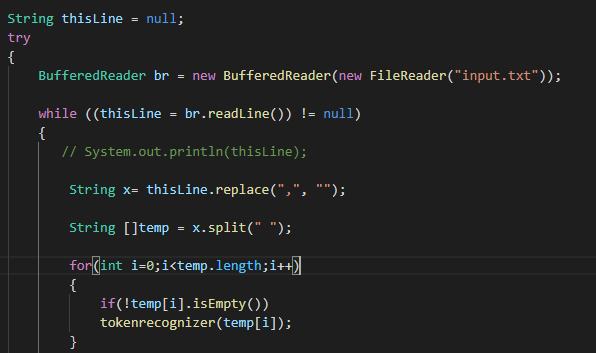 String thisLine = null;
try
{
BufferedReader br = new BufferedReader(new FileReader("input.txt"));
while ((thisLine = br.readLine()) != null)
{
// System.out.println(thisLine);
String x= thisLine.replace(",", "");
String []temp = x.split(" ");
for(int i=0;i<temp.length;i++)
{
if(!temp[i].isEmpty())
tokenrecognizer(temp[i]);
}